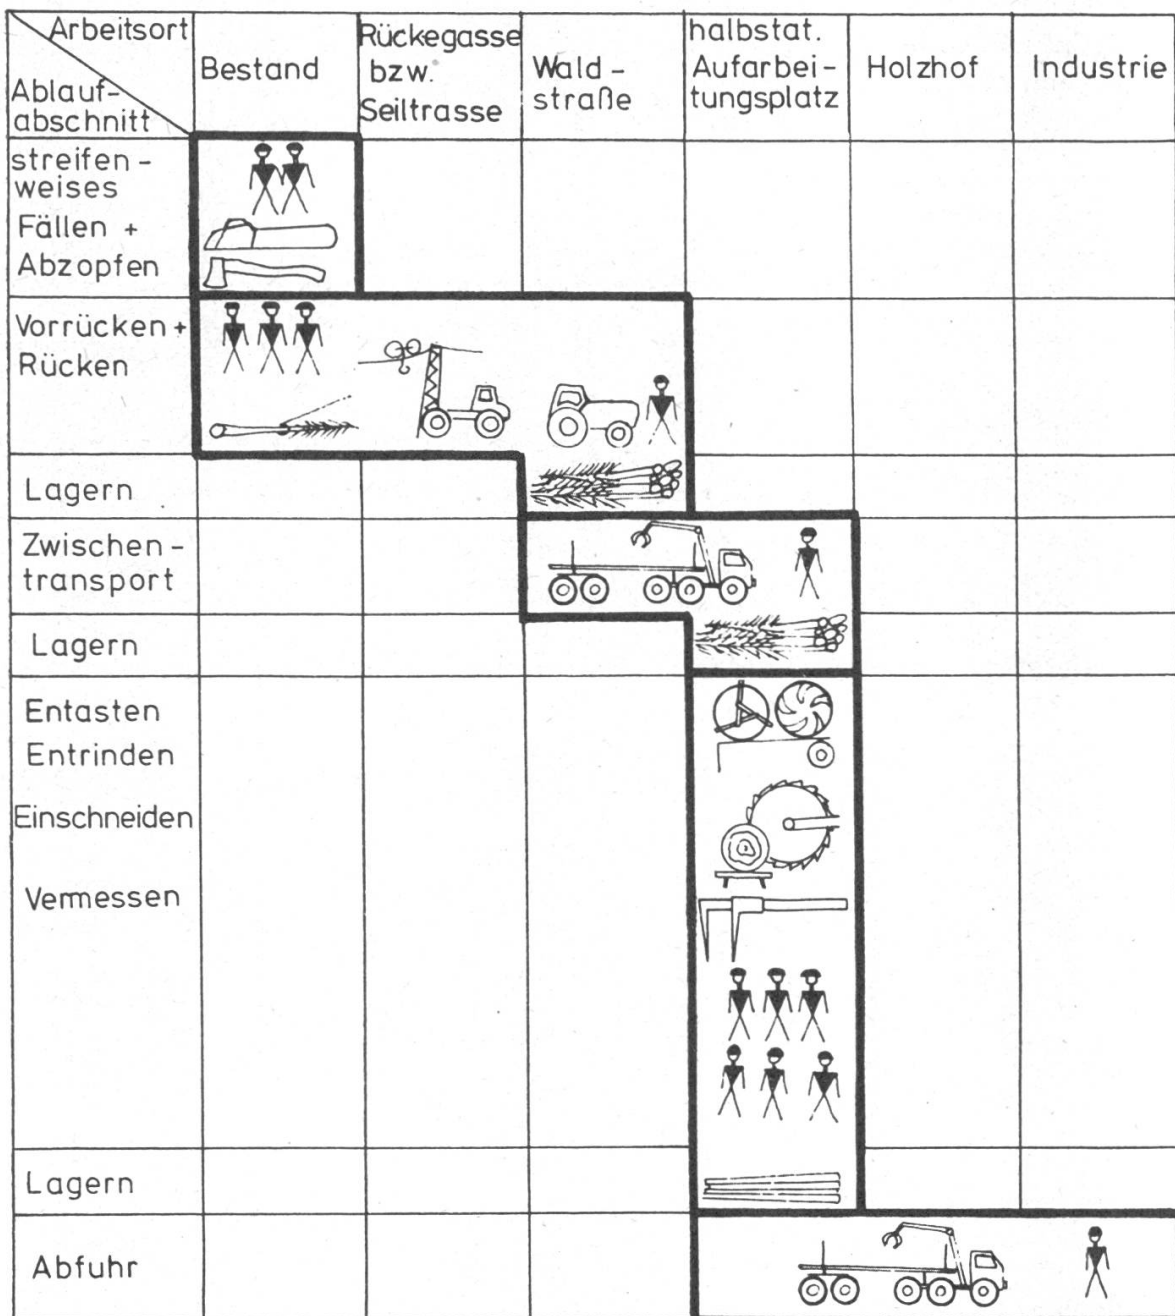 Arbeitsort
Ablauf-
abschnitt
Bestand
Rückegasse
bzw.
Seiltrasse
Wald-
straße
halbstat.
Aufarbei-
tungsplatz
Holzhof
Industrie
streifen-
weises
Fällen +
Abzopfen
Vorrücken +
Rücken
Lagern
Zwischen-
transport
Lagern
Entasten
Entrinden
Einschneiden
Vermessen
Lagern
Abfuhr